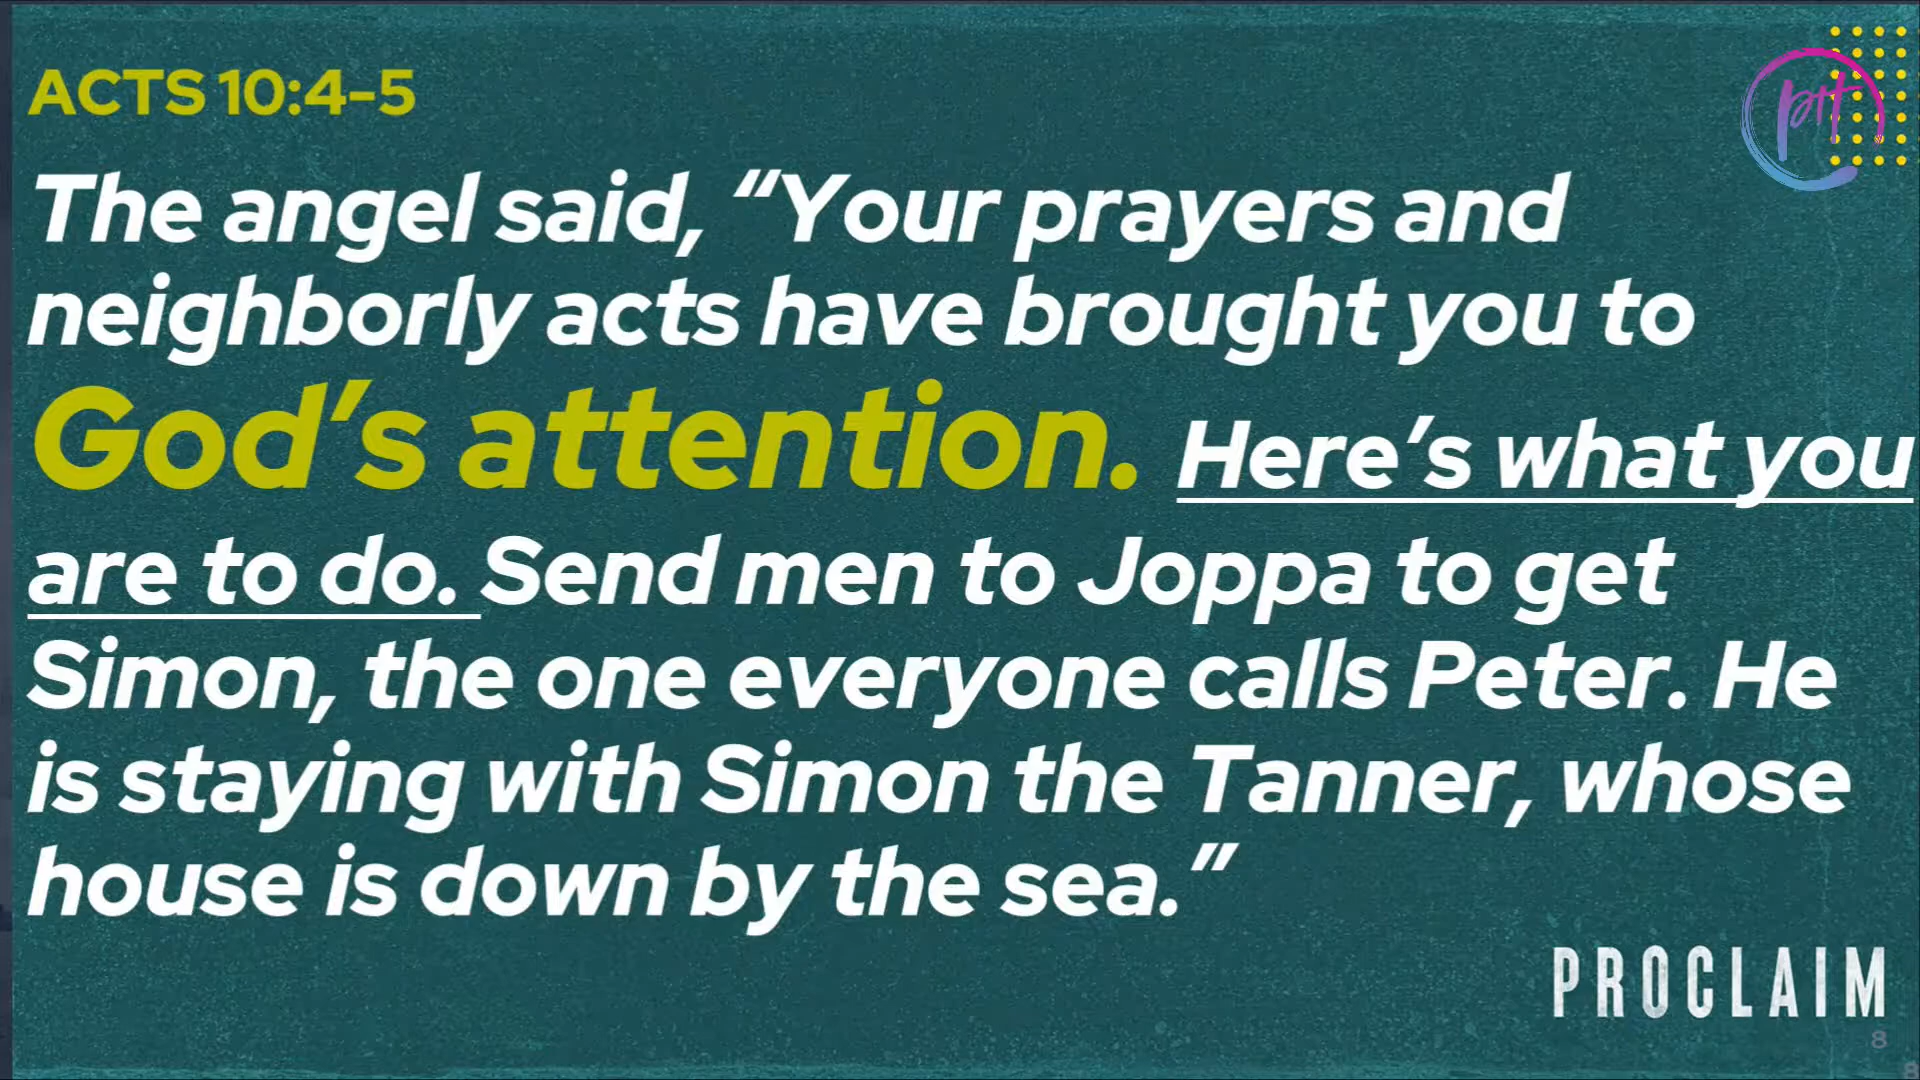 ACTS 10:4-5
pH
The angel said, “Your prayers and
neighborly acts have brought you to
God’s attention. Here’s what you
are to do. Send men to Joppa to get
Simon, the one everyone calls Peter. He
is staying with Simon the Tanner, whose
house is down by the sea.”
PROCLAIM
8
8